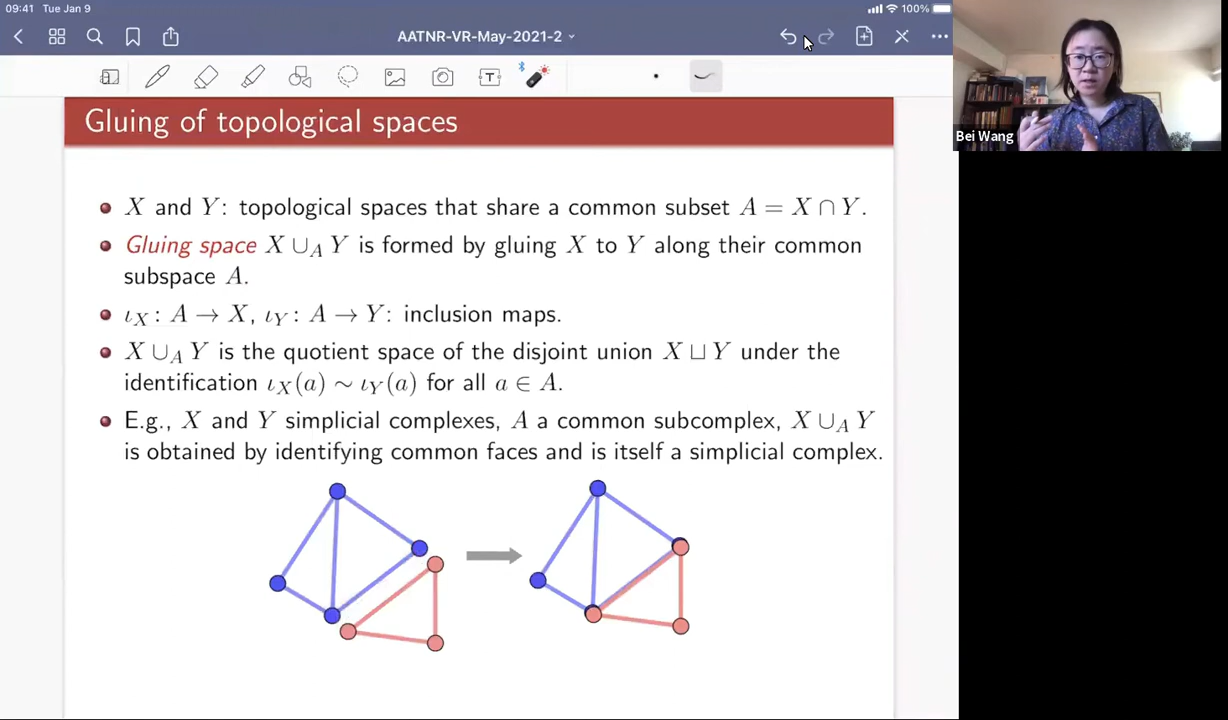 09:41 Tue Jan 9
100%
AATNR-VR-May-2021-2
T
Bei Wang
Gluing of topological spaces
X and Y: topological spaces that share a common subset A = X ∩ Y.
Gluing space X ∪_A Y is formed by gluing X to Y along their common
subspace A.
ι_X : A → X, ι_Y : A → Y: inclusion maps.
X ∪_A Y is the quotient space of the disjoint union X ⊔ Y under the
identification ι_X(a) ∼ ι_Y(a) for all a ∈ A.
E.g., X and Y simplicial complexes, A a common subcomplex, X ∪_A Y
is obtained by identifying common faces and is itself a simplicial complex.